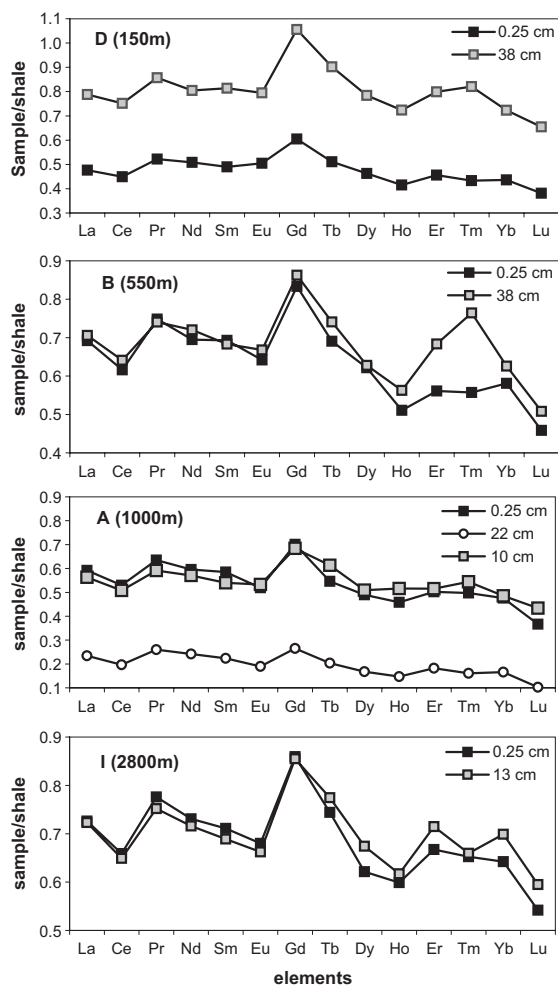 D (150m)
0.25 cm
38 cm
Sample/shale
1.1
1.0
0.9
0.8
0.7
0.6
0.5
0.4
0.3
La Ce Pr Nd Sm Eu Gd Tb Dy Ho Er Tm Yb Lu
B (550m)
0.25 cm
38 cm
sample/shale
0.9
0.8
0.7
0.6
0.5
0.4
La Ce Pr Nd Sm Eu Gd Tb Dy Ho Er Tm Yb Lu
A (1000m)
0.25 cm
22 cm
10 cm
sample/shale
0.9
0.8
0.7
0.6
0.5
0.4
0.3
0.2
0.1
La Ce Pr Nd Sm Eu Gd Tb Dy Ho Er Tm Yb Lu
I (2800m)
0.25 cm
13 cm
sample/shale
0.9
0.8
0.7
0.6
0.5
La Ce Pr Nd Sm Eu Gd Tb Dy Ho Er Tm Yb Lu
elements